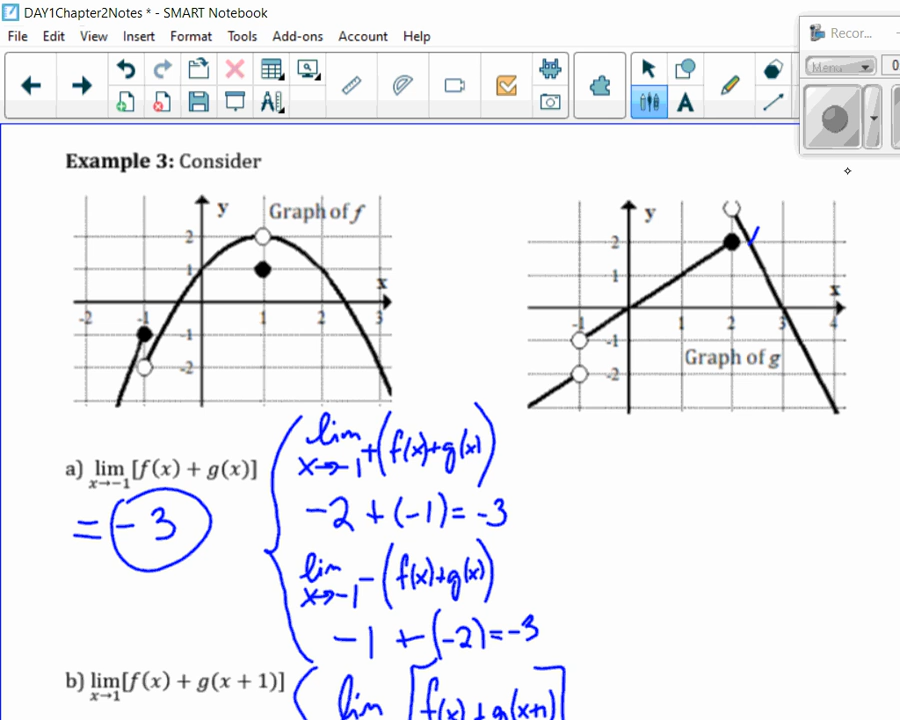 DAY1Chapter2Notes * - SMART Notebook
File Edit View Insert Format Tools Add-ons Account Help
Recor...
Menu
0
Example 3: Consider
y Graph of f
2
1
x
-2 -1 1 2 3
-1
-2
y
2
1
x
-1 1 2 3 4
-1
-2
Graph of g
a) lim [f(x) + g(x)]
x→-1
= -3
lim (f(x)+g(x))
x→-1+
-2 + (-1) = -3
lim (f(x)+g(x))
x→-1-
-1 + (-2) = -3
b) lim[f(x) + g(x + 1)]
x→1
lim [f(x) + g(x+1)]